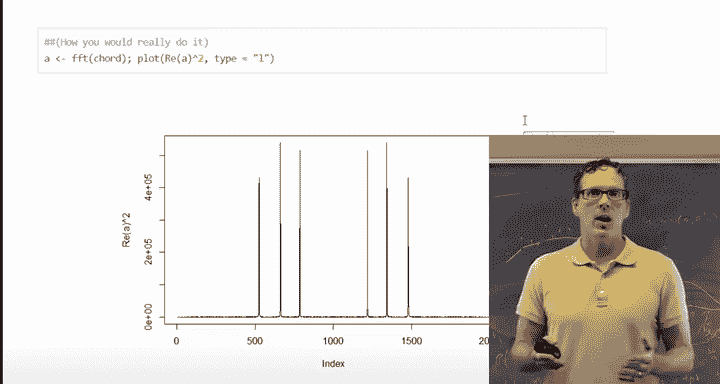 ##(How you would really do it)
a <- fft(chord); plot(Re(a)^2, type = "l")
Re(a)^2
4e+05
2e+05
0e+00
0
500
1000
1500
Index